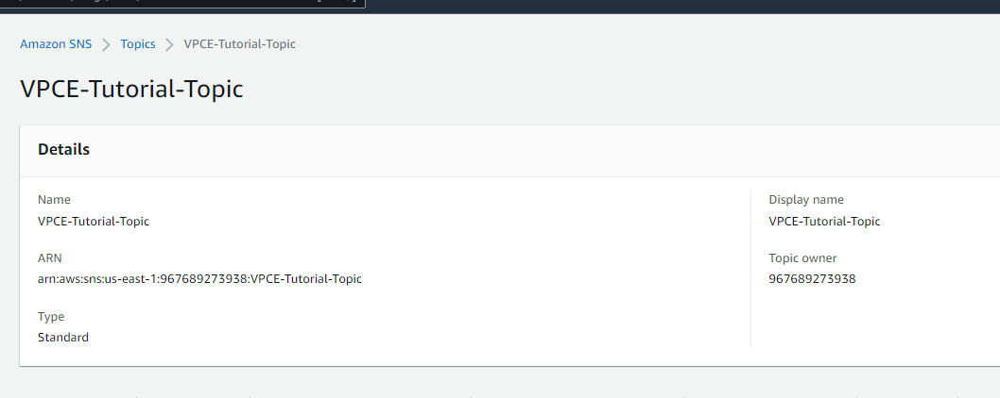 Amazon SNS > Topics > VPCE-Tutorial-Topic
VPCE-Tutorial-Topic
Details
Name
VPCE-Tutorial-Topic
ARN
arn:aws:sns:us-east-1:967689273938:VPCE-Tutorial-Topic
Type
Standard
Display name
VPCE-Tutorial-Topic
Topic owner
967689273938